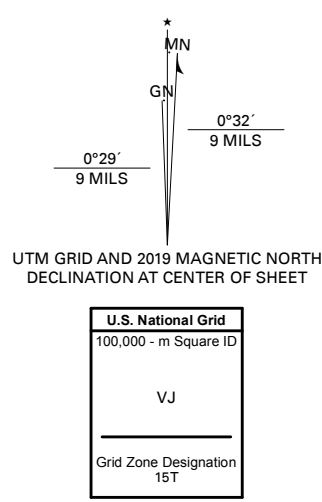 ★
MN
GN
0°32´
9 MILS
0°29´
9 MILS
UTM GRID AND 2019 MAGNETIC NORTH
DECLINATION AT CENTER OF SHEET
U.S. National Grid
100,000 - m Square ID
VJ
Grid Zone Designation
15T